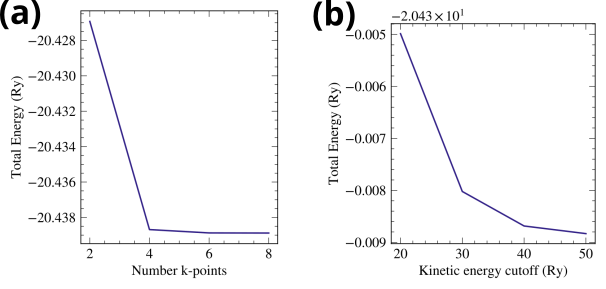 (a)
Total Energy (Ry)
−20.428
−20.430
−20.432
−20.434
−20.436
−20.438
2 4 6 8
Number k-points
(b)
−2.043×10¹
Total Energy (Ry)
−0.005
−0.006
−0.007
−0.008
−0.009
20 30 40 50
Kinetic energy cutoff (Ry)